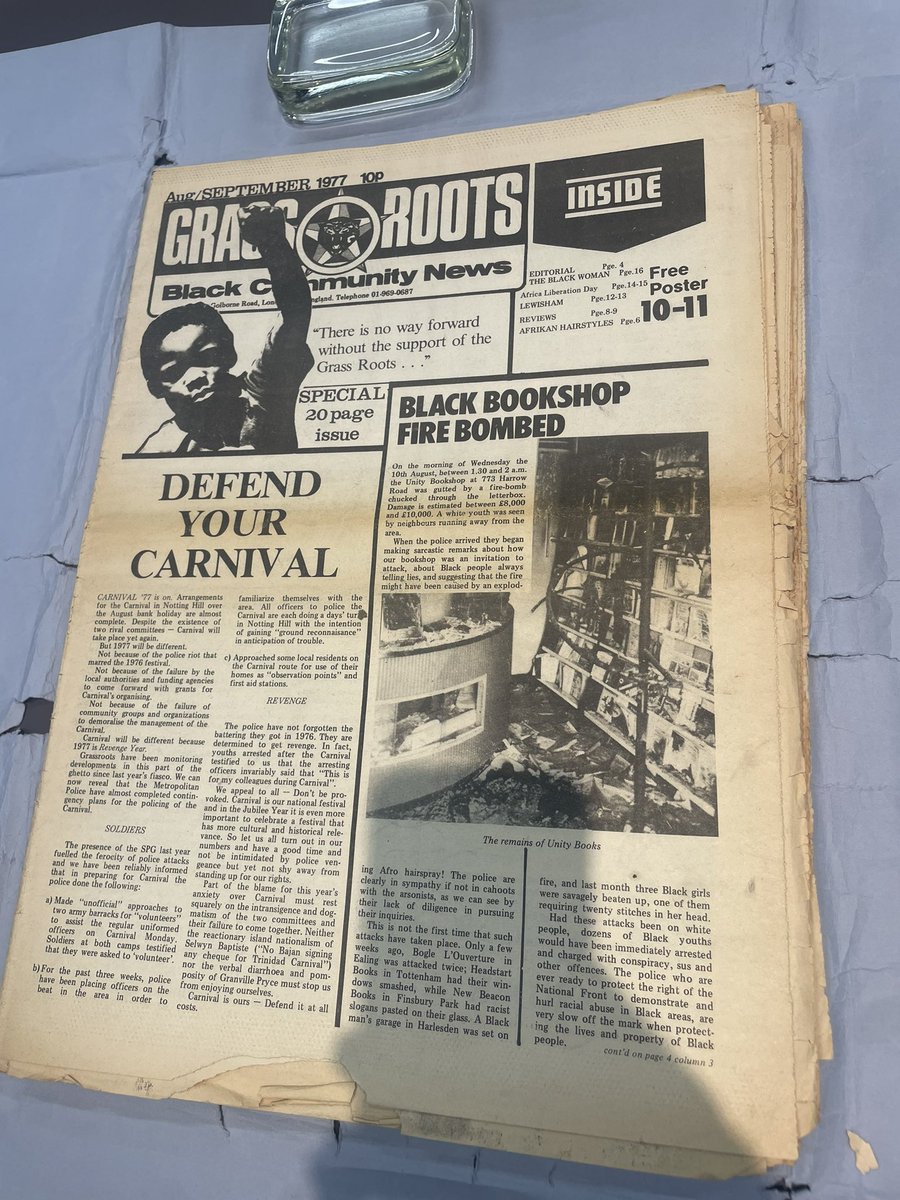 Aug/SEPTEMBER 1977 10p
GRASS ROOTS
Black Community News
Golborne Road, London England. Telephone 01-969-0687
INSIDE
EDITORIAL Pge. 4
THE BLACK WOMAN Pge.16
Africa Liberation Day Pge.14-15
LEWISHAM Pge.12-13
REVIEWS Pge.8-9
AFRIKAN HAIRSTYLES Pge.6
Free
Poster
10-11
"There is no way forward
without the support of the
Grass Roots . . ."
SPECIAL
20 page
issue
DEFEND
YOUR
CARNIVAL
CARNIVAL '77 is on. Arrangements
for the Carnival in Notting Hill over
the August bank holiday are almost
complete. Despite the existence of
two rival committees — Carnival will
take place yet again.
But 1977 will be different.
Not because of the police riot that
marred the 1976 festival.
Not because of the failure by the
local authorities and funding agencies
to come forward with grants for
Carnival's organising.
Not because of the failure of
community groups and organizations
to demoralise the management of the
Carnival.
Carnival will be different because
1977 is Revenge Year.
Grassroots have been monitoring
developments in this part of the
ghetto since last year's fiasco. We can
now reveal that the Metropolitan
Police have almost completed contin-
gency plans for the policing of the
Carnival.
SOLDIERS
The presence of the SPG last year
fuelled the ferocity of police attacks
and we have been reliably informed
that in preparing for Carnival the
police done the following:
a) Made "unofficial" approaches to
two army barracks for "volunteers"
to assist the regular uniformed
officers on Carnival Monday.
Soldiers at both camps testified
that they were asked to 'volunteer'.
b) For the past three weeks, police
have been placing officers on the
beat in the area in order to
familiarize themselves with the
area. All officers to police the
Carnival are each doing a days' turn
in Notting Hill with the intention
of gaining "ground reconnaisance"
in anticipation of trouble.
c) Approached some local residents on
the Carnival route for use of their
homes as "observation points" and
first aid stations.
REVENGE
The police have not forgotten the
battering they got in 1976. They are
determined to get revenge. In fact,
youths arrested after the Carnival
testified to us that the arresting
officers invariably said that "This is
for my colleagues during Carnival".
We appeal to all — Don't be pro-
voked. Carnival is our national festival
and in the Jubilee Year it is even more
important to celebrate a festival that
has more cultural and historical rele-
vance. So let us all turn out in our
numbers and have a good time and
not be intimidated by police ven-
geance but yet not shy away from
standing up for our rights.
Part of the blame for this year's
anxiety over Carnival must rest
squarely on the intransigence and dog-
matism of the two committees and
their failure to come together. Neither
the reactionary island nationalism of
Selwyn Baptiste ("No Bajan signing
any cheque for Trinidad Carnival")
nor the verbal diarrhoea and pom-
posity of Granville Pryce must stop us
from enjoying ourselves.
Carnival is ours — Defend it at all
costs.
BLACK BOOKSHOP
FIRE BOMBED
On the morning of Wednesday the
10th August, between 1.30 and 2 a.m.
the Unity Bookshop at 773 Harrow
Road was gutted by a fire-bomb
chucked through the letterbox.
Damage is estimated between £8,000
and £10,000. A white youth was seen
by neighbours running away from the
area.
When the police arrived they began
making sarcastic remarks about how
our bookshop was an invitation to
attack, about Black people always
telling lies, and suggesting that the fire
might have been caused by an explod-
The remains of Unity Books
ing Afro hairspray! The police are
clearly in sympathy if not in cahoots
with the arsonists, as we can see by
their lack of diligence in pursuing
their inquiries.
This is not the first time that such
attacks have taken place. Only a few
weeks ago, Bogle L'Ouverture in
Ealing was attacked twice; Headstart
Books in Tottenham had their win-
dows smashed, while New Beacon
Books in Finsbury Park had racist
slogans pasted on their glass. A Black
man's garage in Harlesden was set on
fire, and last month three Black girls
were savagely beaten up, one of them
requiring twenty stitches in her head.
Had these attacks been on white
people, dozens of Black youths
would have been immediately arrested
and charged with conspiracy, sus and
other offences. The police who are
ever ready to protect the right of the
National Front to demonstrate and
hurl racial abuse in Black areas, are
very slow off the mark when protect-
ing the lives and property of Black
people.
cont'd on page 4 column 3